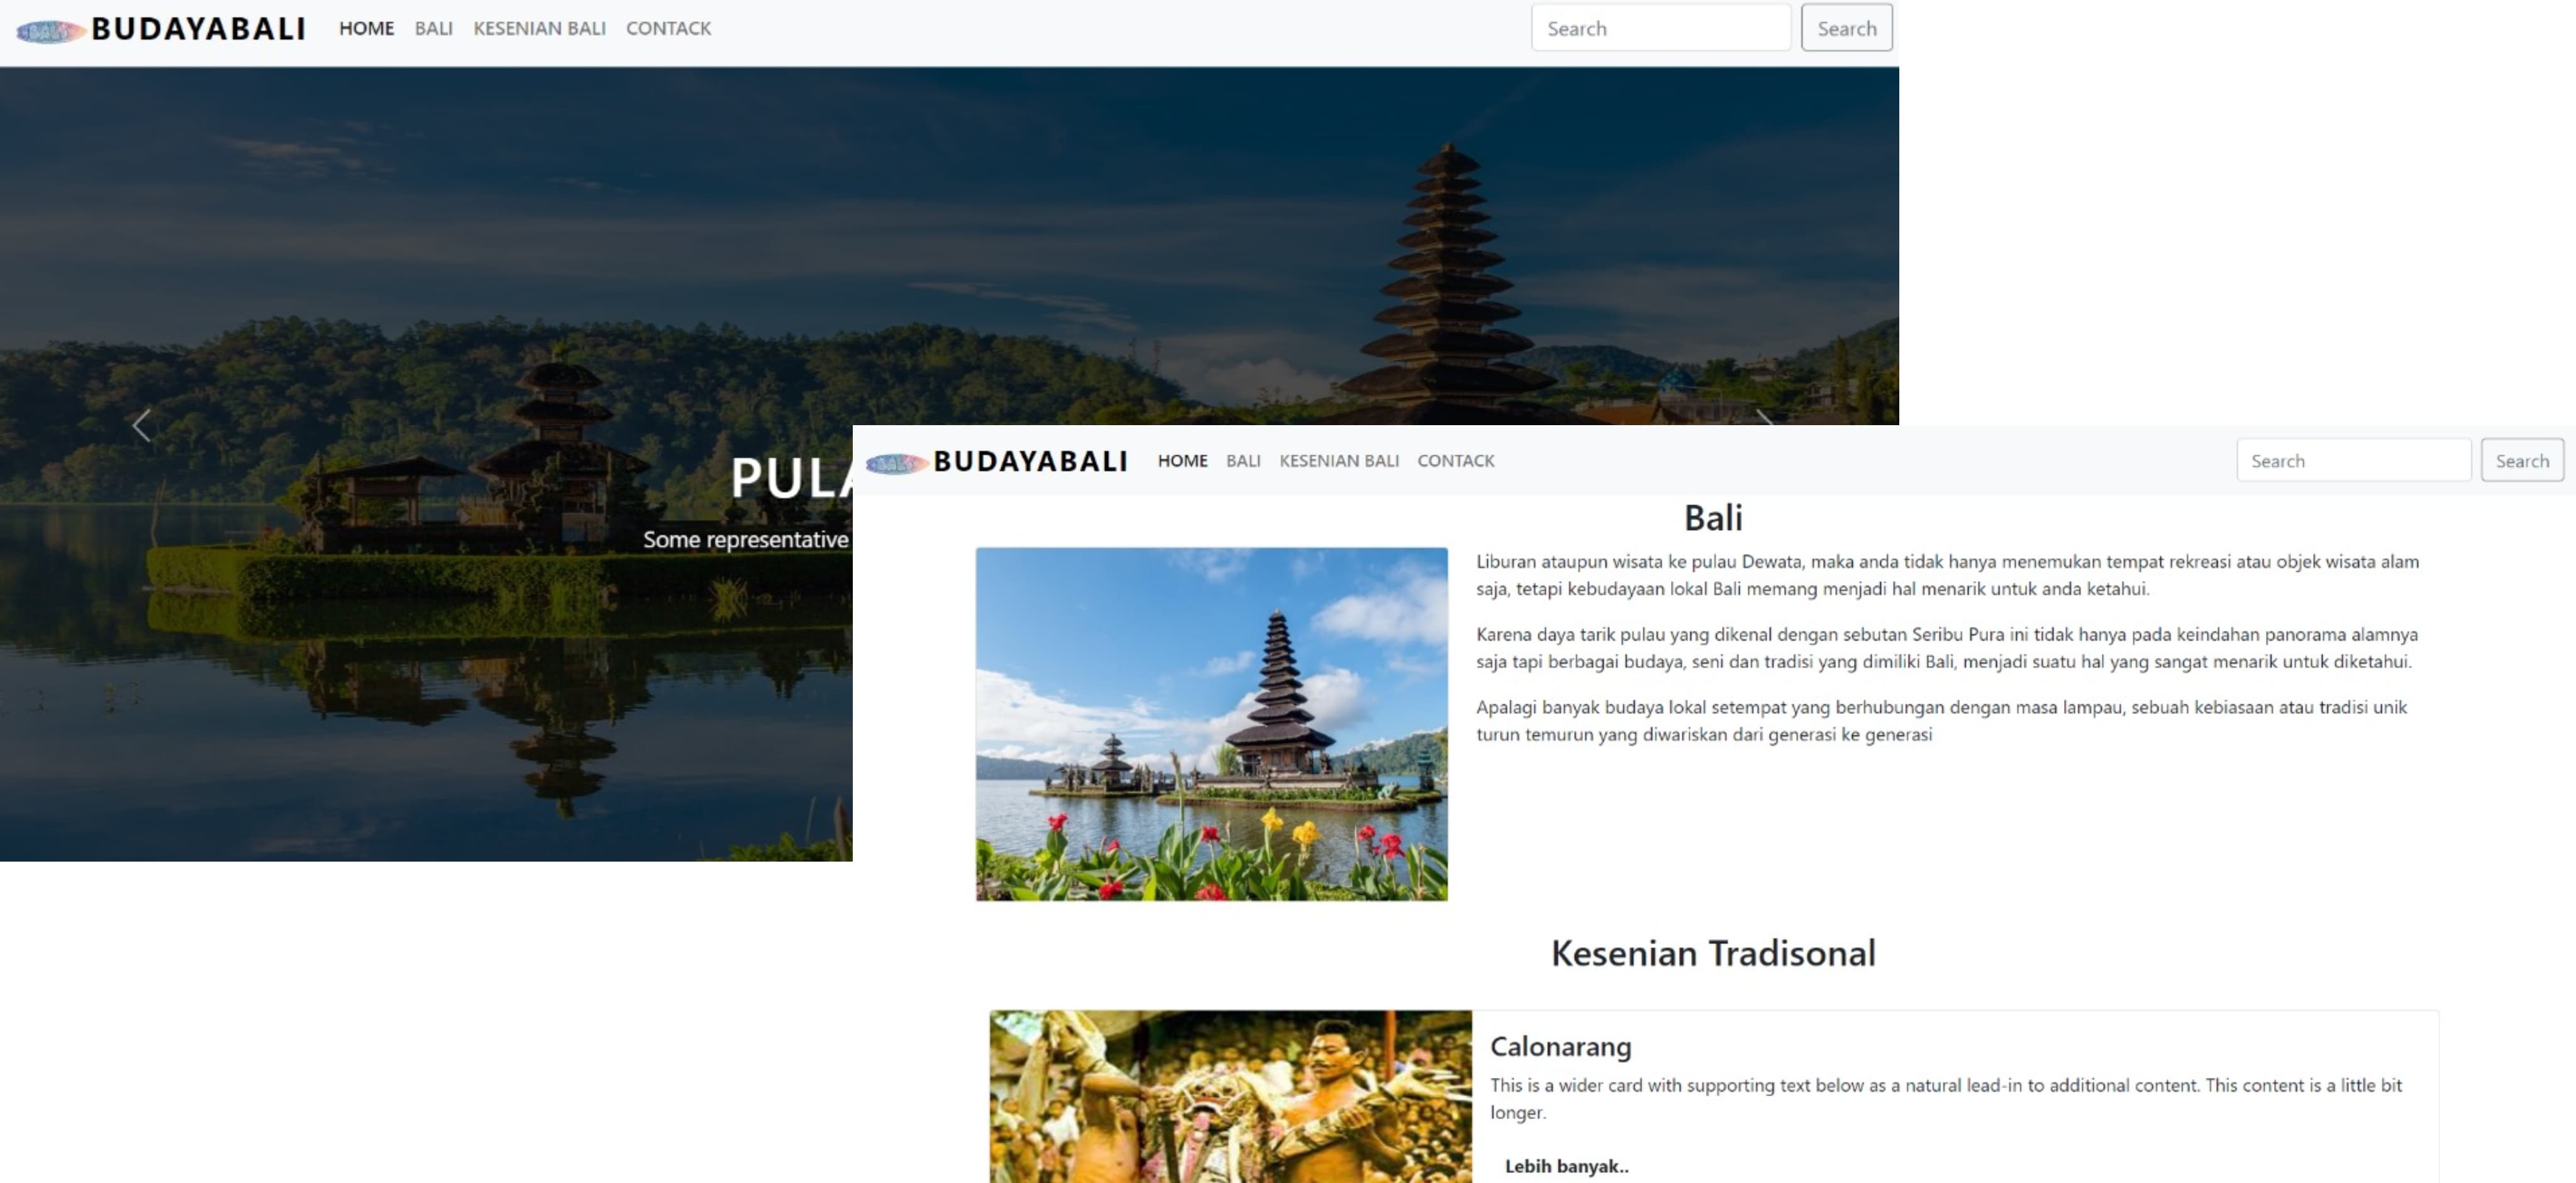 BUDAYABALI HOME BALI KESENIAN BALI CONTACK Search Search
Some representative
BUDAYABALI HOME BALI KESENIAN BALI CONTACK Search Search
Bali
Liburan ataupun wisata ke pulau Dewata, maka anda tidak hanya menemukan tempat rekreasi atau objek wisata alam
saja, tetapi kebudayaan lokal Bali memang menjadi hal menarik untuk anda ketahui.
Karena daya tarik pulau yang dikenal dengan sebutan Seribu Pura ini tidak hanya pada keindahan panorama alamnya
saja tapi berbagai budaya, seni dan tradisi yang dimiliki Bali, menjadi suatu hal yang sangat menarik untuk diketahui.
Apalagi banyak budaya lokal setempat yang berhubungan dengan masa lampau, sebuah kebiasaan atau tradisi unik
turun temurun yang diwariskan dari generasi ke generasi
Kesenian Tradisonal
Calonarang
This is a wider card with supporting text below as a natural lead-in to additional content. This content is a little bit
longer.
Lebih banyak..